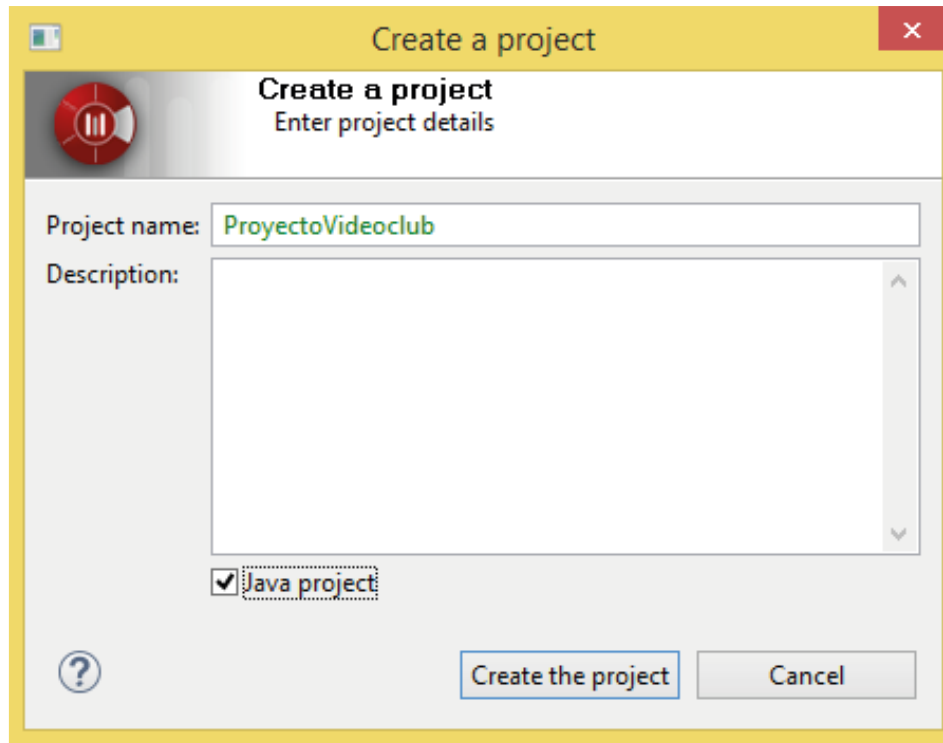 Create a project
Create a project
Enter project details
Project name: ProyectoVideoclub
Description:
Java project
Create the project Cancel